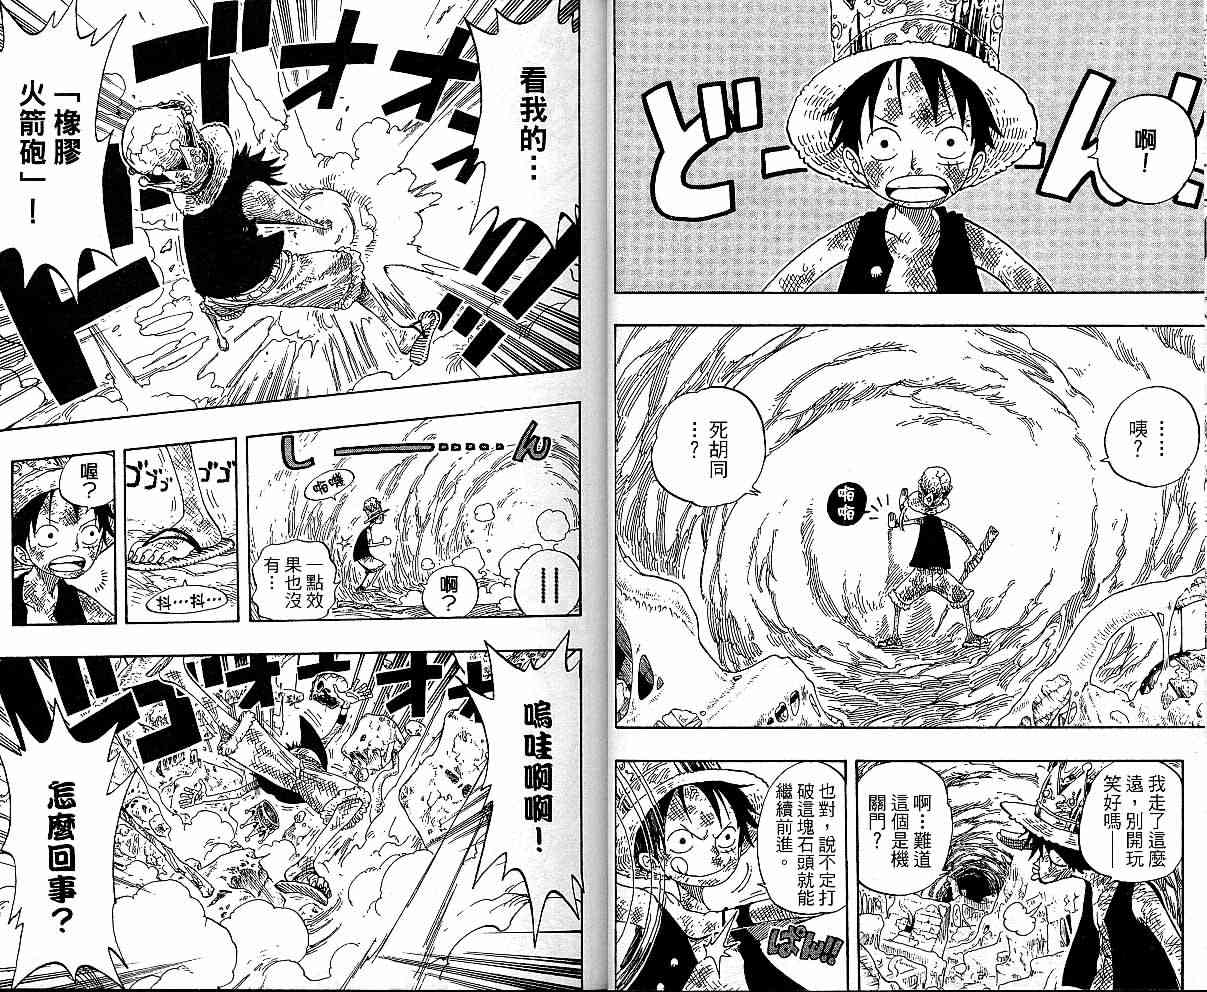 啊！
どーーん
……
咦？
死胡同
…？
啪
啪
我走了這麼
遠，別開玩
笑好嗎——
啊…難道
這個是機
關門？
也對，說不定打
破這塊石頭就能
繼續前進。
ぱん!!
看我的…
「橡膠
火箭砲」！
ゴオオオ
ドン!!
しーーん
啊？
一點效
果也沒
有…
ゴゴゴ
ゴゴゴ
抖…抖…
喔？
嗚哇啊啊！
ゴオオオ
怎麼回事？